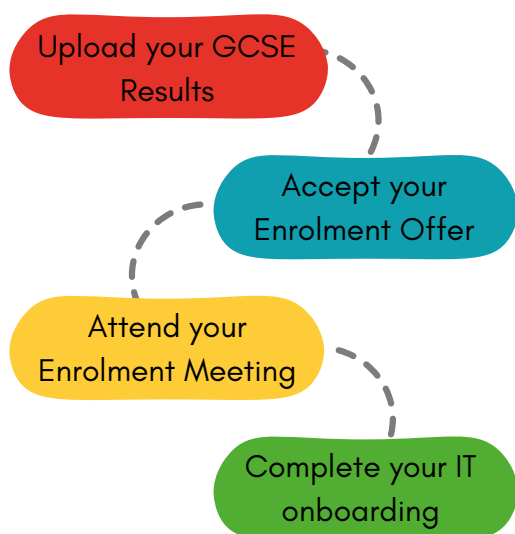 Upload your GCSE
Results
Accept your
Enrolment Offer
Attend your
Enrolment Meeting
Complete your IT
onboarding